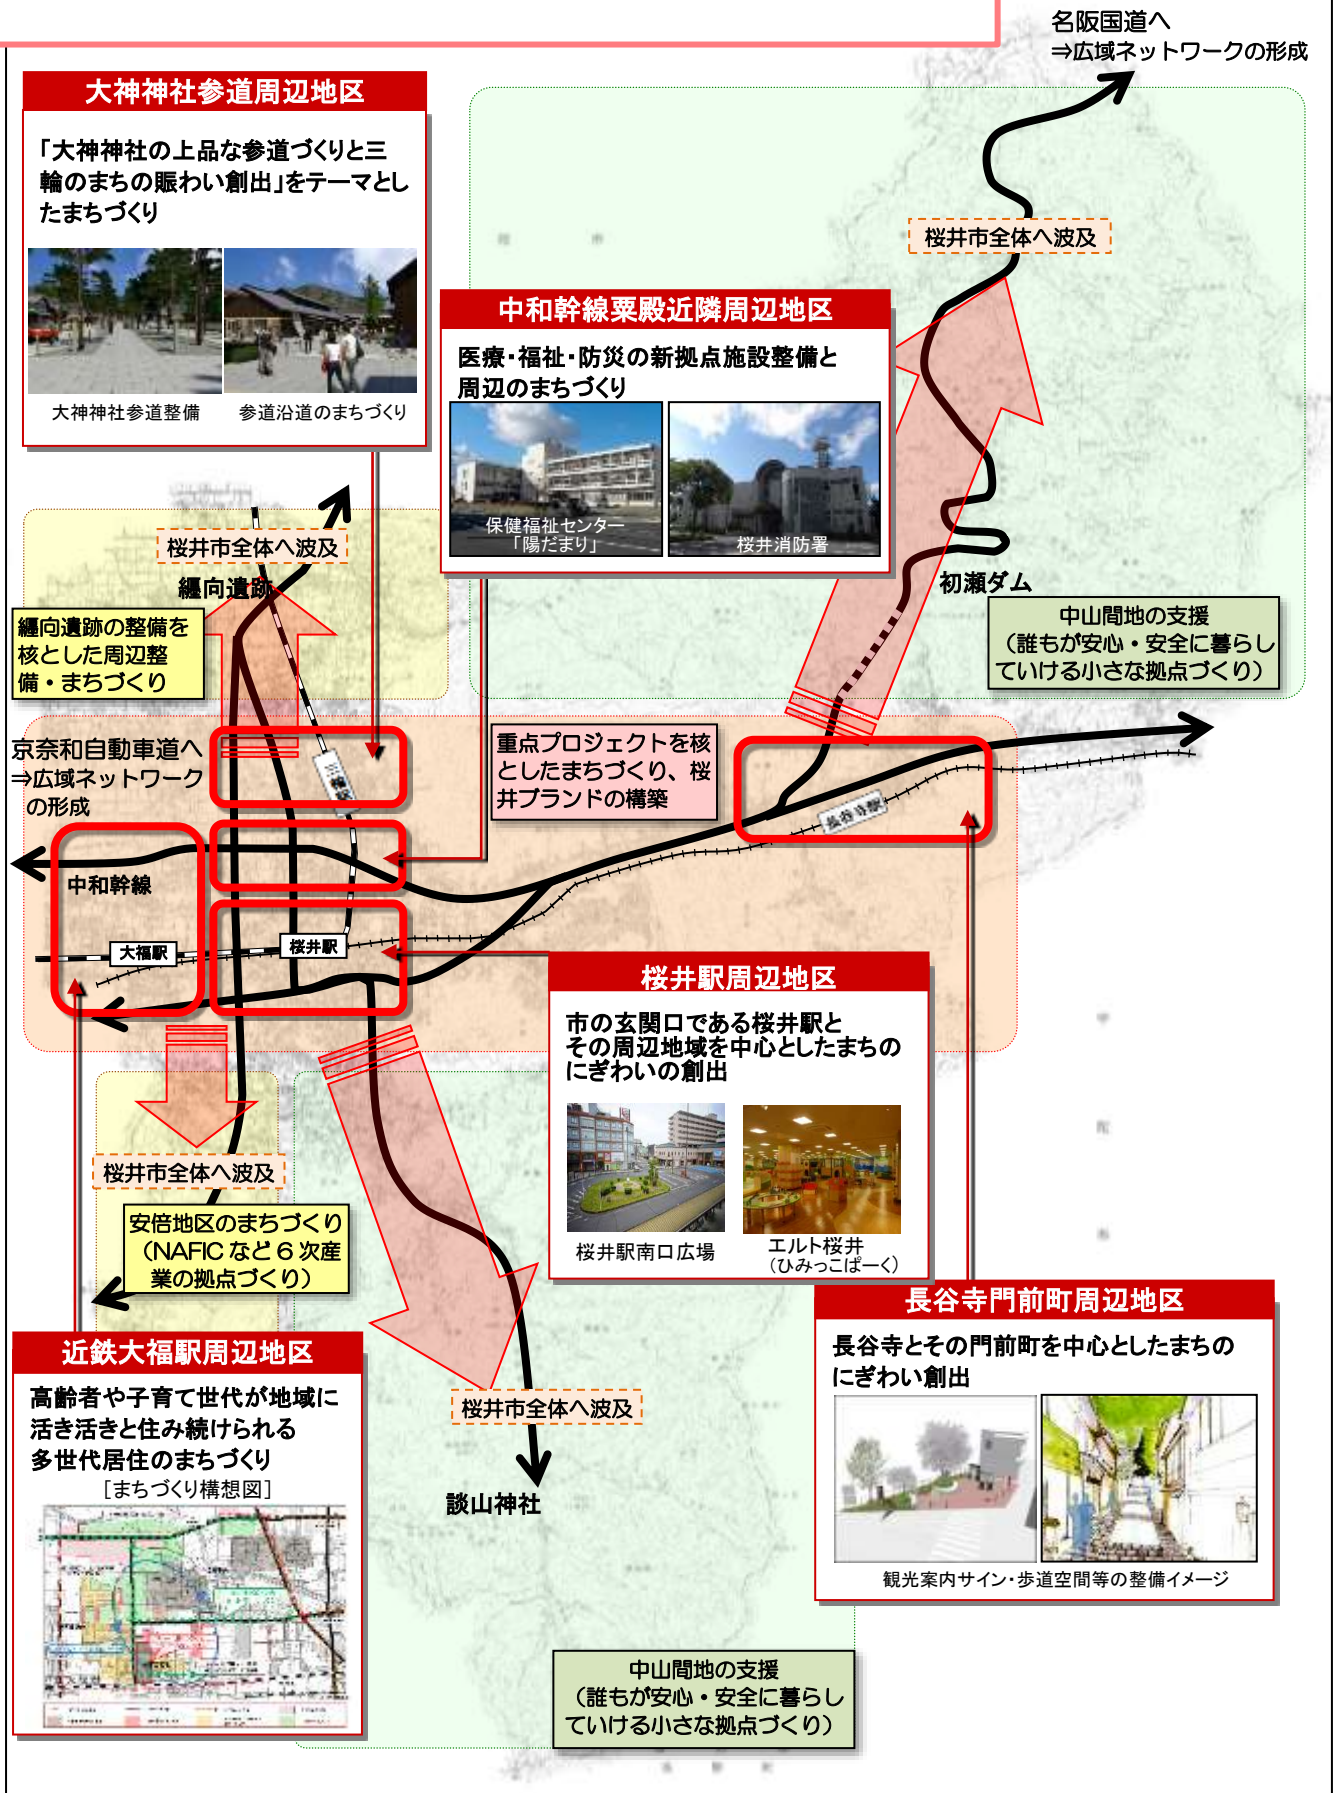 名阪国道へ
⇒広域ネットワークの形成
大神神社参道周辺地区
「大神神社の上品な参道づくりと三
輪のまちの賑わい創出」をテーマとし
たまちづくり
大神神社参道整備
参道沿道のまちづくり
桜井市全体へ波及
中和幹線粟殿近隣周辺地区
医療・福祉・防災の新拠点施設整備と
周辺のまちづくり
保健福祉センター
「陽だまり」
桜井消防署
桜井市全体へ波及
纒向遺跡
初瀬ダム
纒向遺跡の整備を
核とした周辺整
備・まちづくり
中山間地の支援
（誰もが安心・安全に暮らし
ていける小さな拠点づくり）
京奈和自動車道へ
⇒広域ネットワーク
の形成
重点プロジェクトを核
としたまちづくり、桜
井ブランドの構築
三輪駅
長谷寺駅
中和幹線
大福駅
桜井駅
桜井駅周辺地区
市の玄関口である桜井駅と
その周辺地域を中心としたまちの
にぎわいの創出
桜井駅南口広場
エルト桜井
（ひみっこぱーく）
桜井市全体へ波及
安倍地区のまちづくり
（NAFICなど６次産
業の拠点づくり）
長谷寺門前町周辺地区
長谷寺とその門前町を中心としたまちの
にぎわい創出
観光案内サイン・歩道空間等の整備イメージ
近鉄大福駅周辺地区
高齢者や子育て世代が地域に
活き活きと住み続けられる
多世代居住のまちづくり
［まちづくり構想図］
桜井市全体へ波及
談山神社
中山間地の支援
（誰もが安心・安全に暮らし
ていける小さな拠点づくり）